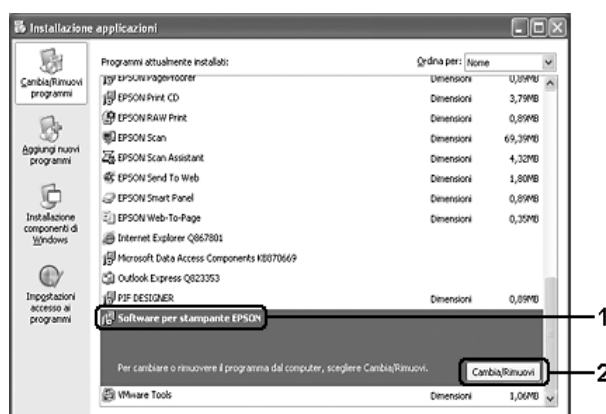 Installazione applicazioni
Cambia/Rimuovi programmi
Aggiungi nuovi programmi
Installazione componenti di Windows
Impostazioni accesso ai programmi
Programmi attualmente installati:
Ordina per: Nome
EPSON PageProofer Dimensioni 0,89MB
EPSON Print CD Dimensioni 3,79MB
EPSON RAW Print Dimensioni 0,89MB
EPSON Scan Dimensioni 69,39MB
EPSON Scan Assistant Dimensioni 4,32MB
EPSON Send To Web Dimensioni 1,80MB
EPSON Smart Panel Dimensioni 0,89MB
EPSON Web-To-Page Dimensioni 0,35MB
Internet Explorer Q867801
Microsoft Data Access Components KB870669
Outlook Express Q823353
PIF DESIGNER Dimensioni 0,89MB
Software per stampante EPSON
1
Per cambiare o rimuovere il programma dal computer, scegliere Cambia/Rimuovi.
Cambia/Rimuovi
2
VMware Tools Dimensioni 1,06MB